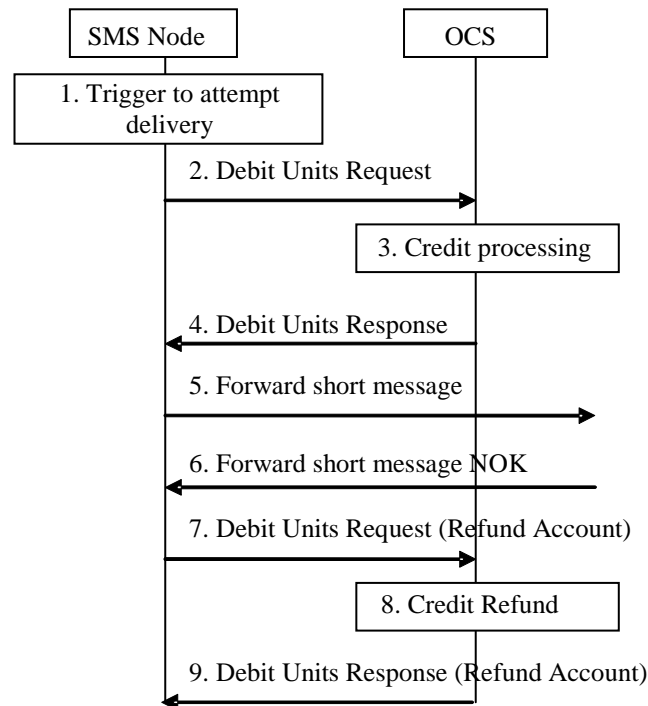 SMS Node
OCS
1. Trigger to attempt
delivery
2. Debit Units Request
3. Credit processing
4. Debit Units Response
5. Forward short message
6. Forward short message NOK
7. Debit Units Request (Refund Account)
8. Credit Refund
9. Debit Units Response (Refund Account)